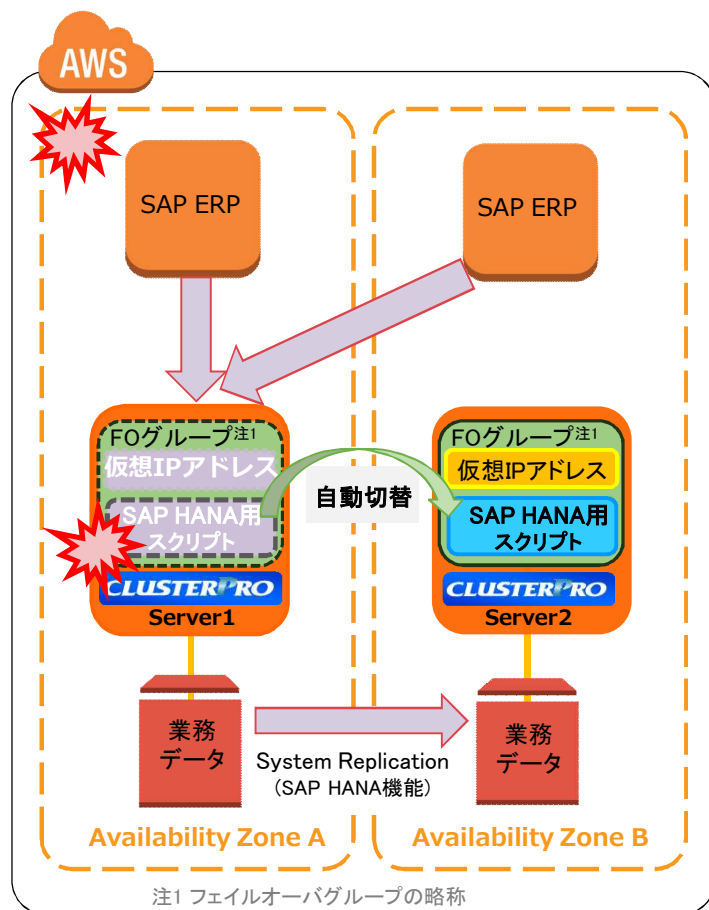 AWS
SAP ERP
SAP ERP
FOグループ注1
仮想IPアドレス
SAP HANA用
スクリプト
CLUSTERPRO
Server1
自動切替
FOグループ注1
仮想IPアドレス
SAP HANA用
スクリプト
CLUSTERPRO
Server2
業務
データ
System Replication
(SAP HANA機能)
業務
データ
Availability Zone A
Availability Zone B
注1 フェイルオーバグループの略称